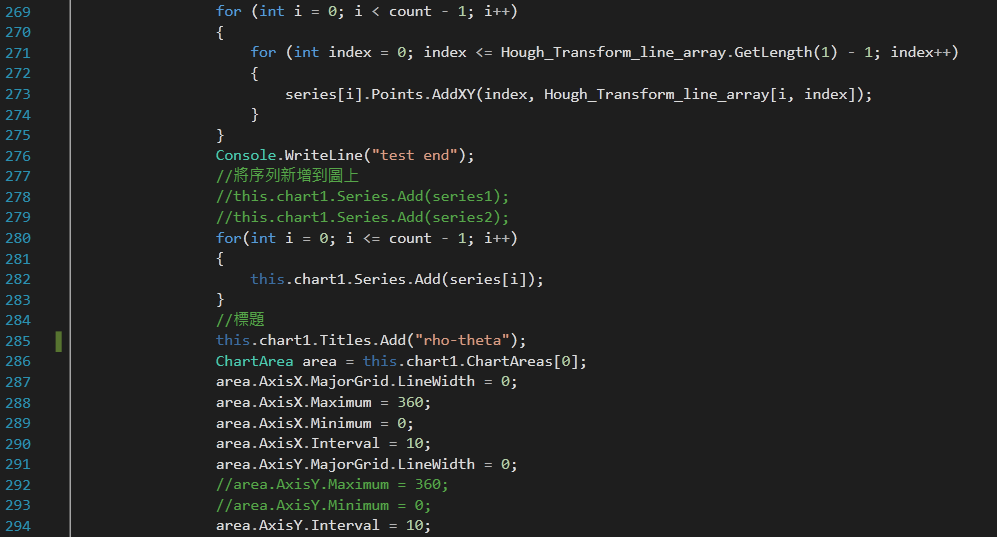 269 for (int i = 0; i < count - 1; i++)
270 {
271 for (int index = 0; index <= Hough_Transform_line_array.GetLength(1) - 1; index++)
272 {
273 series[i].Points.AddXY(index, Hough_Transform_line_array[i, index]);
274 }
275 }
276 Console.WriteLine("test end");
277 //將序列新增到圖上
278 //this.chart1.Series.Add(series1);
279 //this.chart1.Series.Add(series2);
280 for(int i = 0; i <= count - 1; i++)
281 {
282 this.chart1.Series.Add(series[i]);
283 }
284 //標題
285 this.chart1.Titles.Add("rho-theta");
286 ChartArea area = this.chart1.ChartAreas[0];
287 area.AxisX.MajorGrid.LineWidth = 0;
288 area.AxisX.Maximum = 360;
289 area.AxisX.Minimum = 0;
290 area.AxisX.Interval = 10;
291 area.AxisY.MajorGrid.LineWidth = 0;
292 //area.AxisY.Maximum = 360;
293 //area.AxisY.Minimum = 0;
294 area.AxisY.Interval = 10;